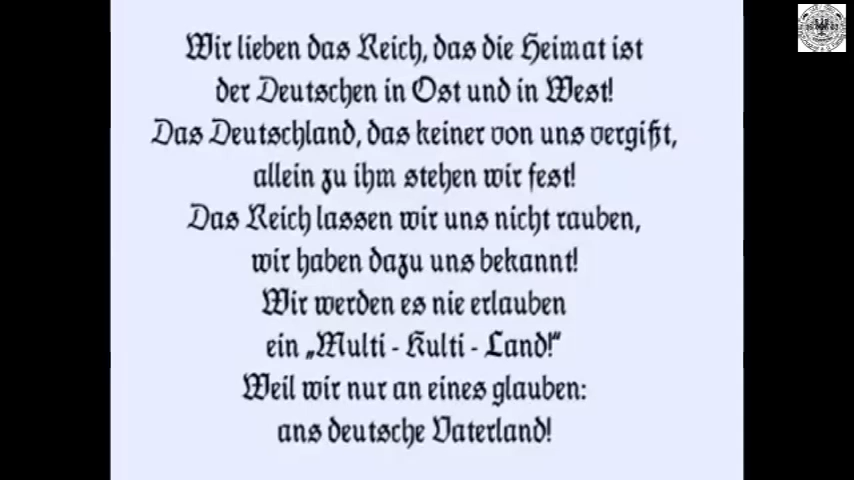 Wir lieben das Reich, das die Heimat ist
der Deutschen in Ost und in West!
Das Deutschland, das keiner von uns vergißt,
allein zu ihm stehen wir fest!
Das Reich lassen wir uns nicht rauben,
wir haben dazu uns bekannt!
Wir werden es nie erlauben
ein „Multi - Kulti - Land!“
Weil wir nur an eines glauben:
ans deutsche Vaterland!